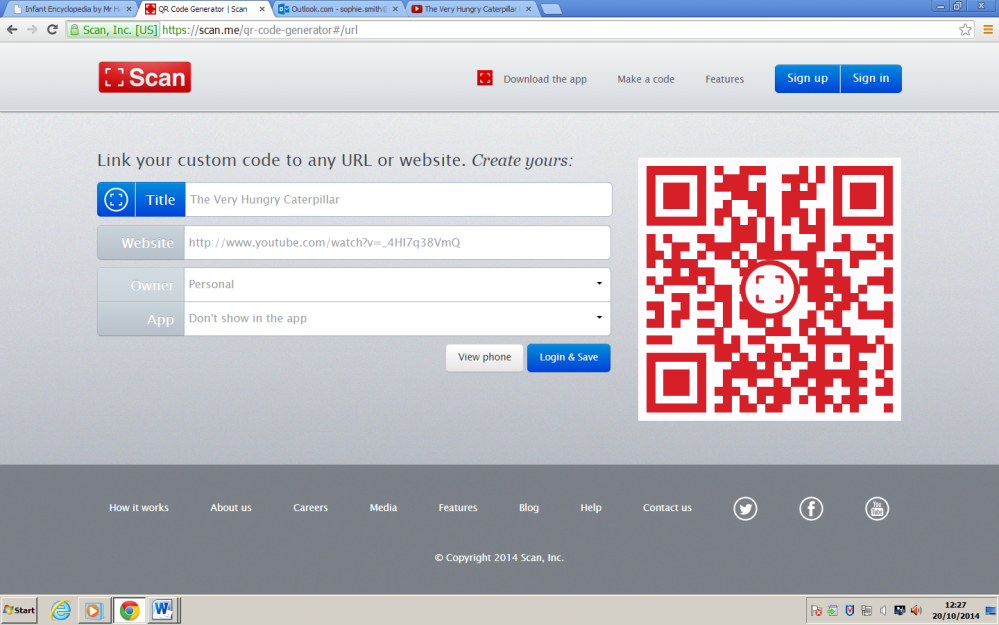 Infant Encyclopedia by Mr H
QR Code Generator | Scan
Outlook.com - sophie.smith@
The Very Hungry Caterpillar
Scan, Inc. [US] https://scan.me/qr-code-generator#/url
Scan
Download the app
Make a code
Features
Sign up
Sign in
Link your custom code to any URL or website. Create yours:
Title
The Very Hungry Caterpillar
Website
http://www.youtube.com/watch?v=_4HI7q38VmQ
Owner
Personal
App
Don't show in the app
View phone
Login & Save
How it works
About us
Careers
Media
Features
Blog
Help
Contact us
You
Tube
© Copyright 2014 Scan, Inc.
Start
12:27
20/10/2014